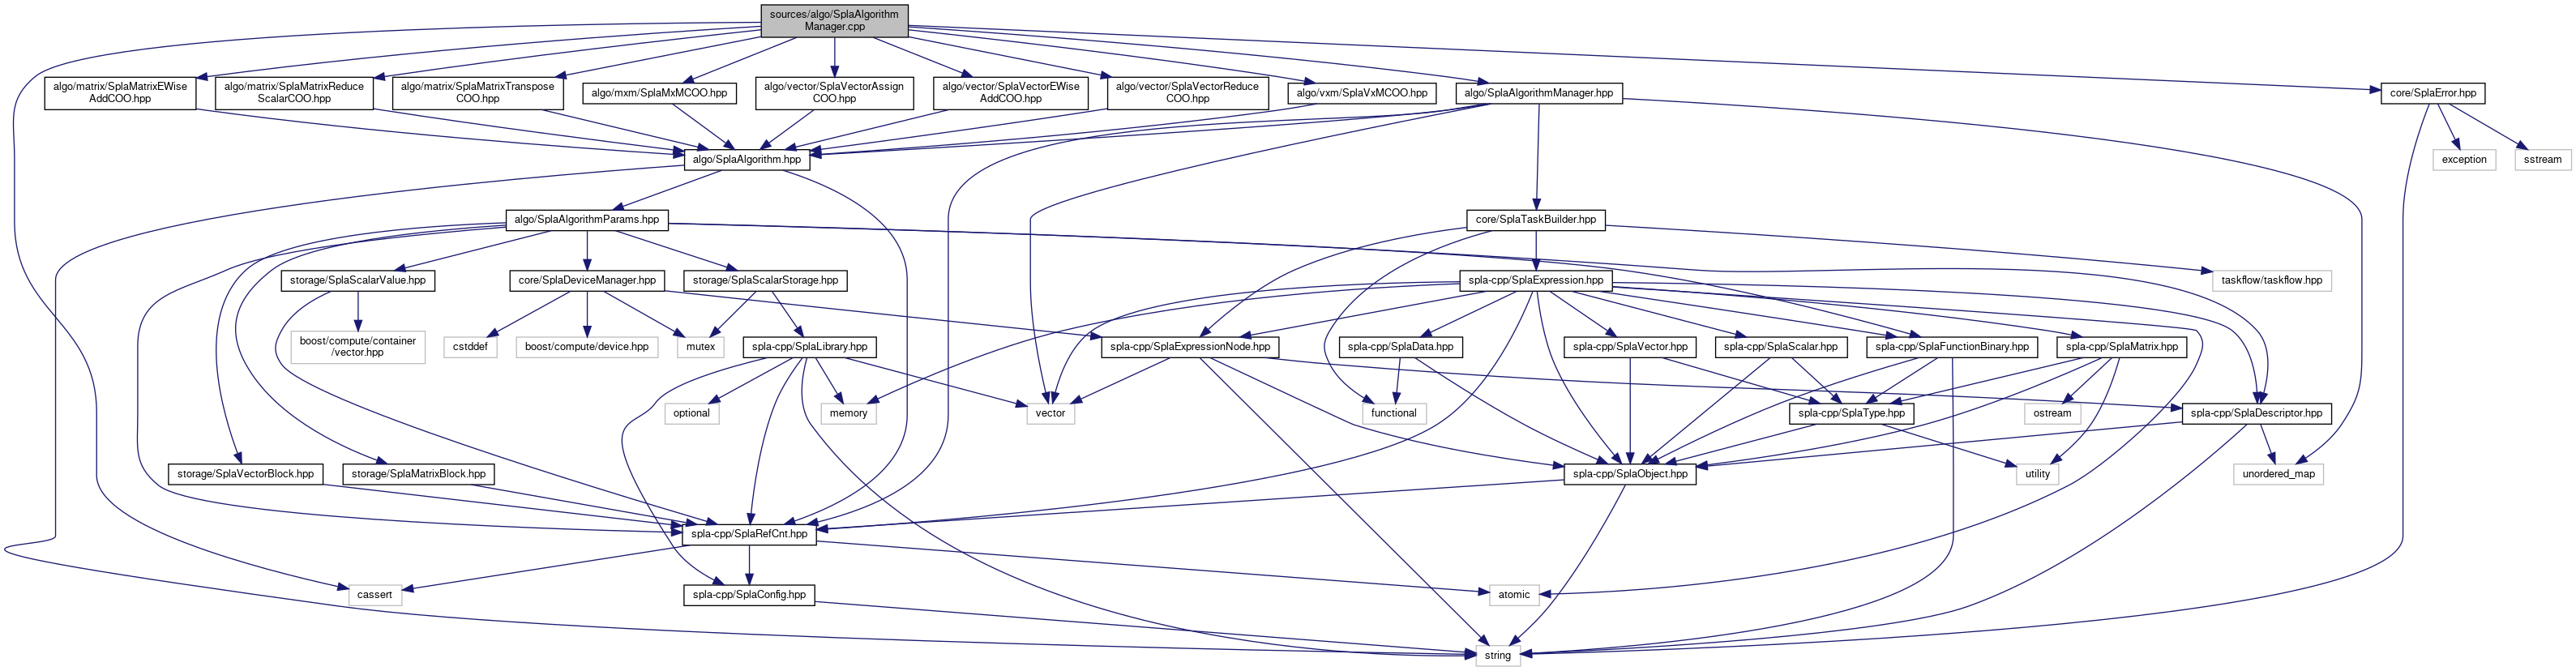 sources/algo/SplaAlgorithm
Manager.cpp
algo/matrix/SplaMatrixEWise
AddCOO.hpp
algo/matrix/SplaMatrixReduce
ScalarCOO.hpp
algo/matrix/SplaMatrixTranspose
COO.hpp
algo/mxm/SplaMxMCOO.hpp
algo/vector/SplaVectorAssign
COO.hpp
algo/vector/SplaVectorEWise
AddCOO.hpp
algo/vector/SplaVectorReduce
COO.hpp
algo/vxm/SplaVxMCOO.hpp
algo/SplaAlgorithmManager.hpp
core/SplaError.hpp
algo/SplaAlgorithm.hpp
exception
sstream
algo/SplaAlgorithmParams.hpp
core/SplaTaskBuilder.hpp
storage/SplaScalarValue.hpp
core/SplaDeviceManager.hpp
storage/SplaScalarStorage.hpp
spla-cpp/SplaExpression.hpp
taskflow/taskflow.hpp
boost/compute/container
/vector.hpp
cstddef
boost/compute/device.hpp
mutex
spla-cpp/SplaLibrary.hpp
spla-cpp/SplaExpressionNode.hpp
spla-cpp/SplaData.hpp
spla-cpp/SplaVector.hpp
spla-cpp/SplaScalar.hpp
spla-cpp/SplaFunctionBinary.hpp
spla-cpp/SplaMatrix.hpp
optional
memory
vector
functional
spla-cpp/SplaType.hpp
ostream
spla-cpp/SplaDescriptor.hpp
storage/SplaVectorBlock.hpp
storage/SplaMatrixBlock.hpp
spla-cpp/SplaObject.hpp
utility
unordered_map
spla-cpp/SplaRefCnt.hpp
cassert
spla-cpp/SplaConfig.hpp
atomic
string